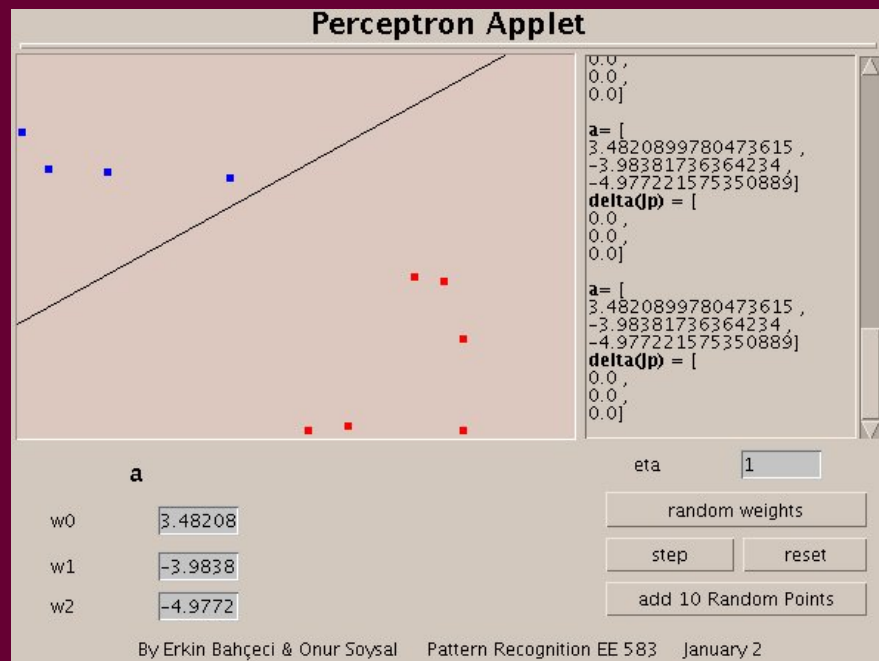 Perceptron Applet
0.0 ,
0.0 ,
0.0]
a= [
3.4820899780473615 ,
-3.98381736364234 ,
-4.977221575350889]
delta(Jp) = [
0.0 ,
0.0 ,
0.0]
a= [
3.4820899780473615 ,
-3.98381736364234 ,
-4.977221575350889]
delta(Jp) = [
0.0 ,
0.0 ,
0.0]
a
eta 1
w0 3.48208
random weights
w1 -3.9838
step reset
w2 -4.9772
add 10 Random Points
By Erkin Bahçeci & Onur Soysal Pattern Recognition EE 583 January 2